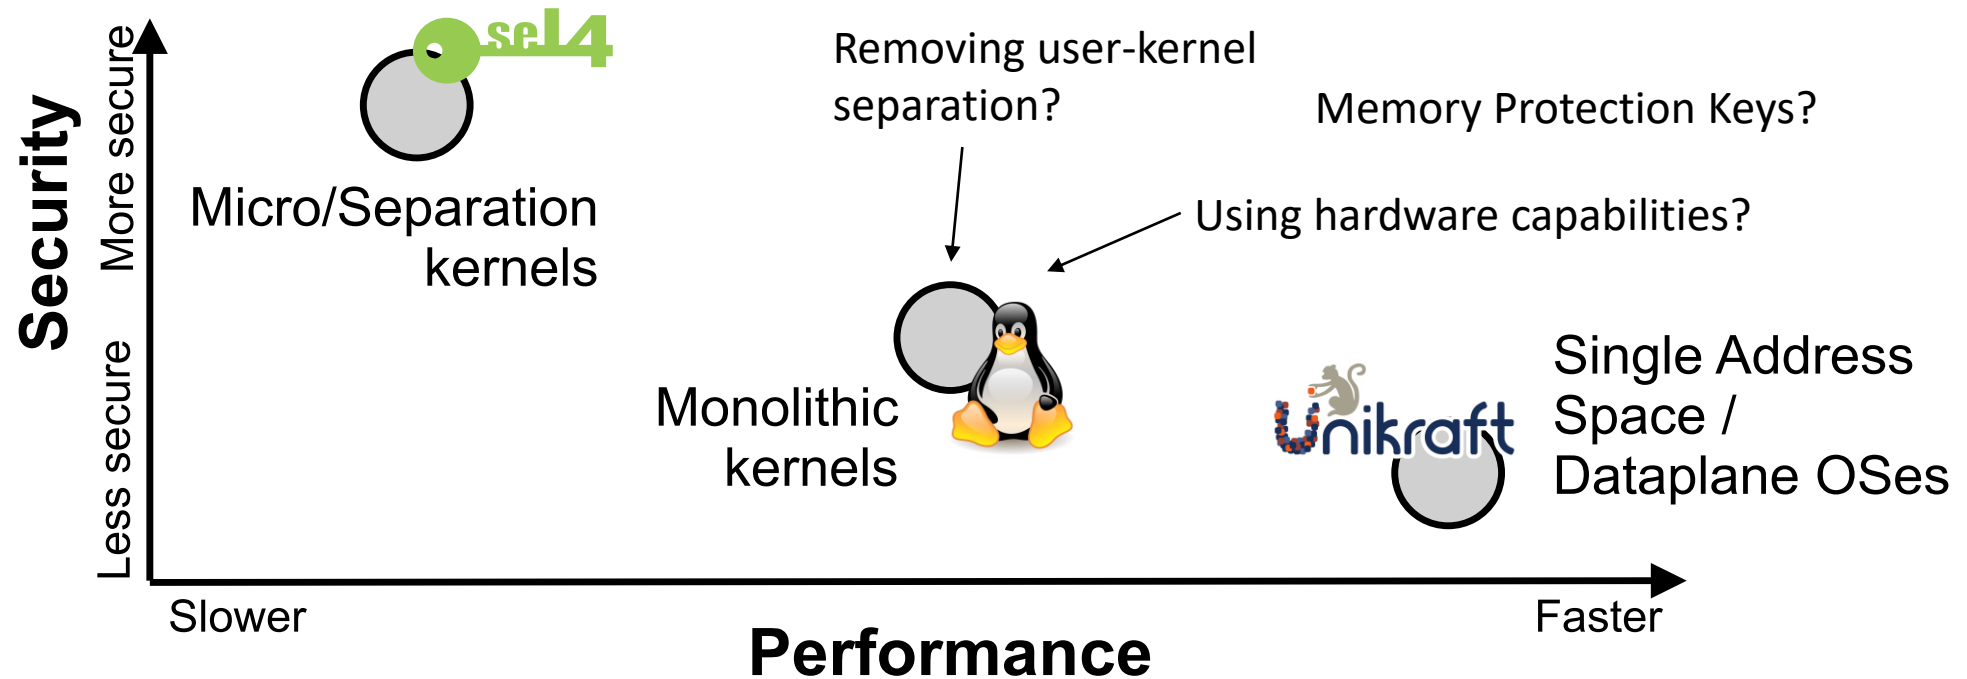 Security
More secure
Less secure
sel4
Micro/Separation
kernels
Removing user-kernel
separation?
Memory Protection Keys?
Using hardware capabilities?
Monolithic
kernels
Unikraft
Single Address
Space /
Dataplane OSes
Slower
Faster
Performance